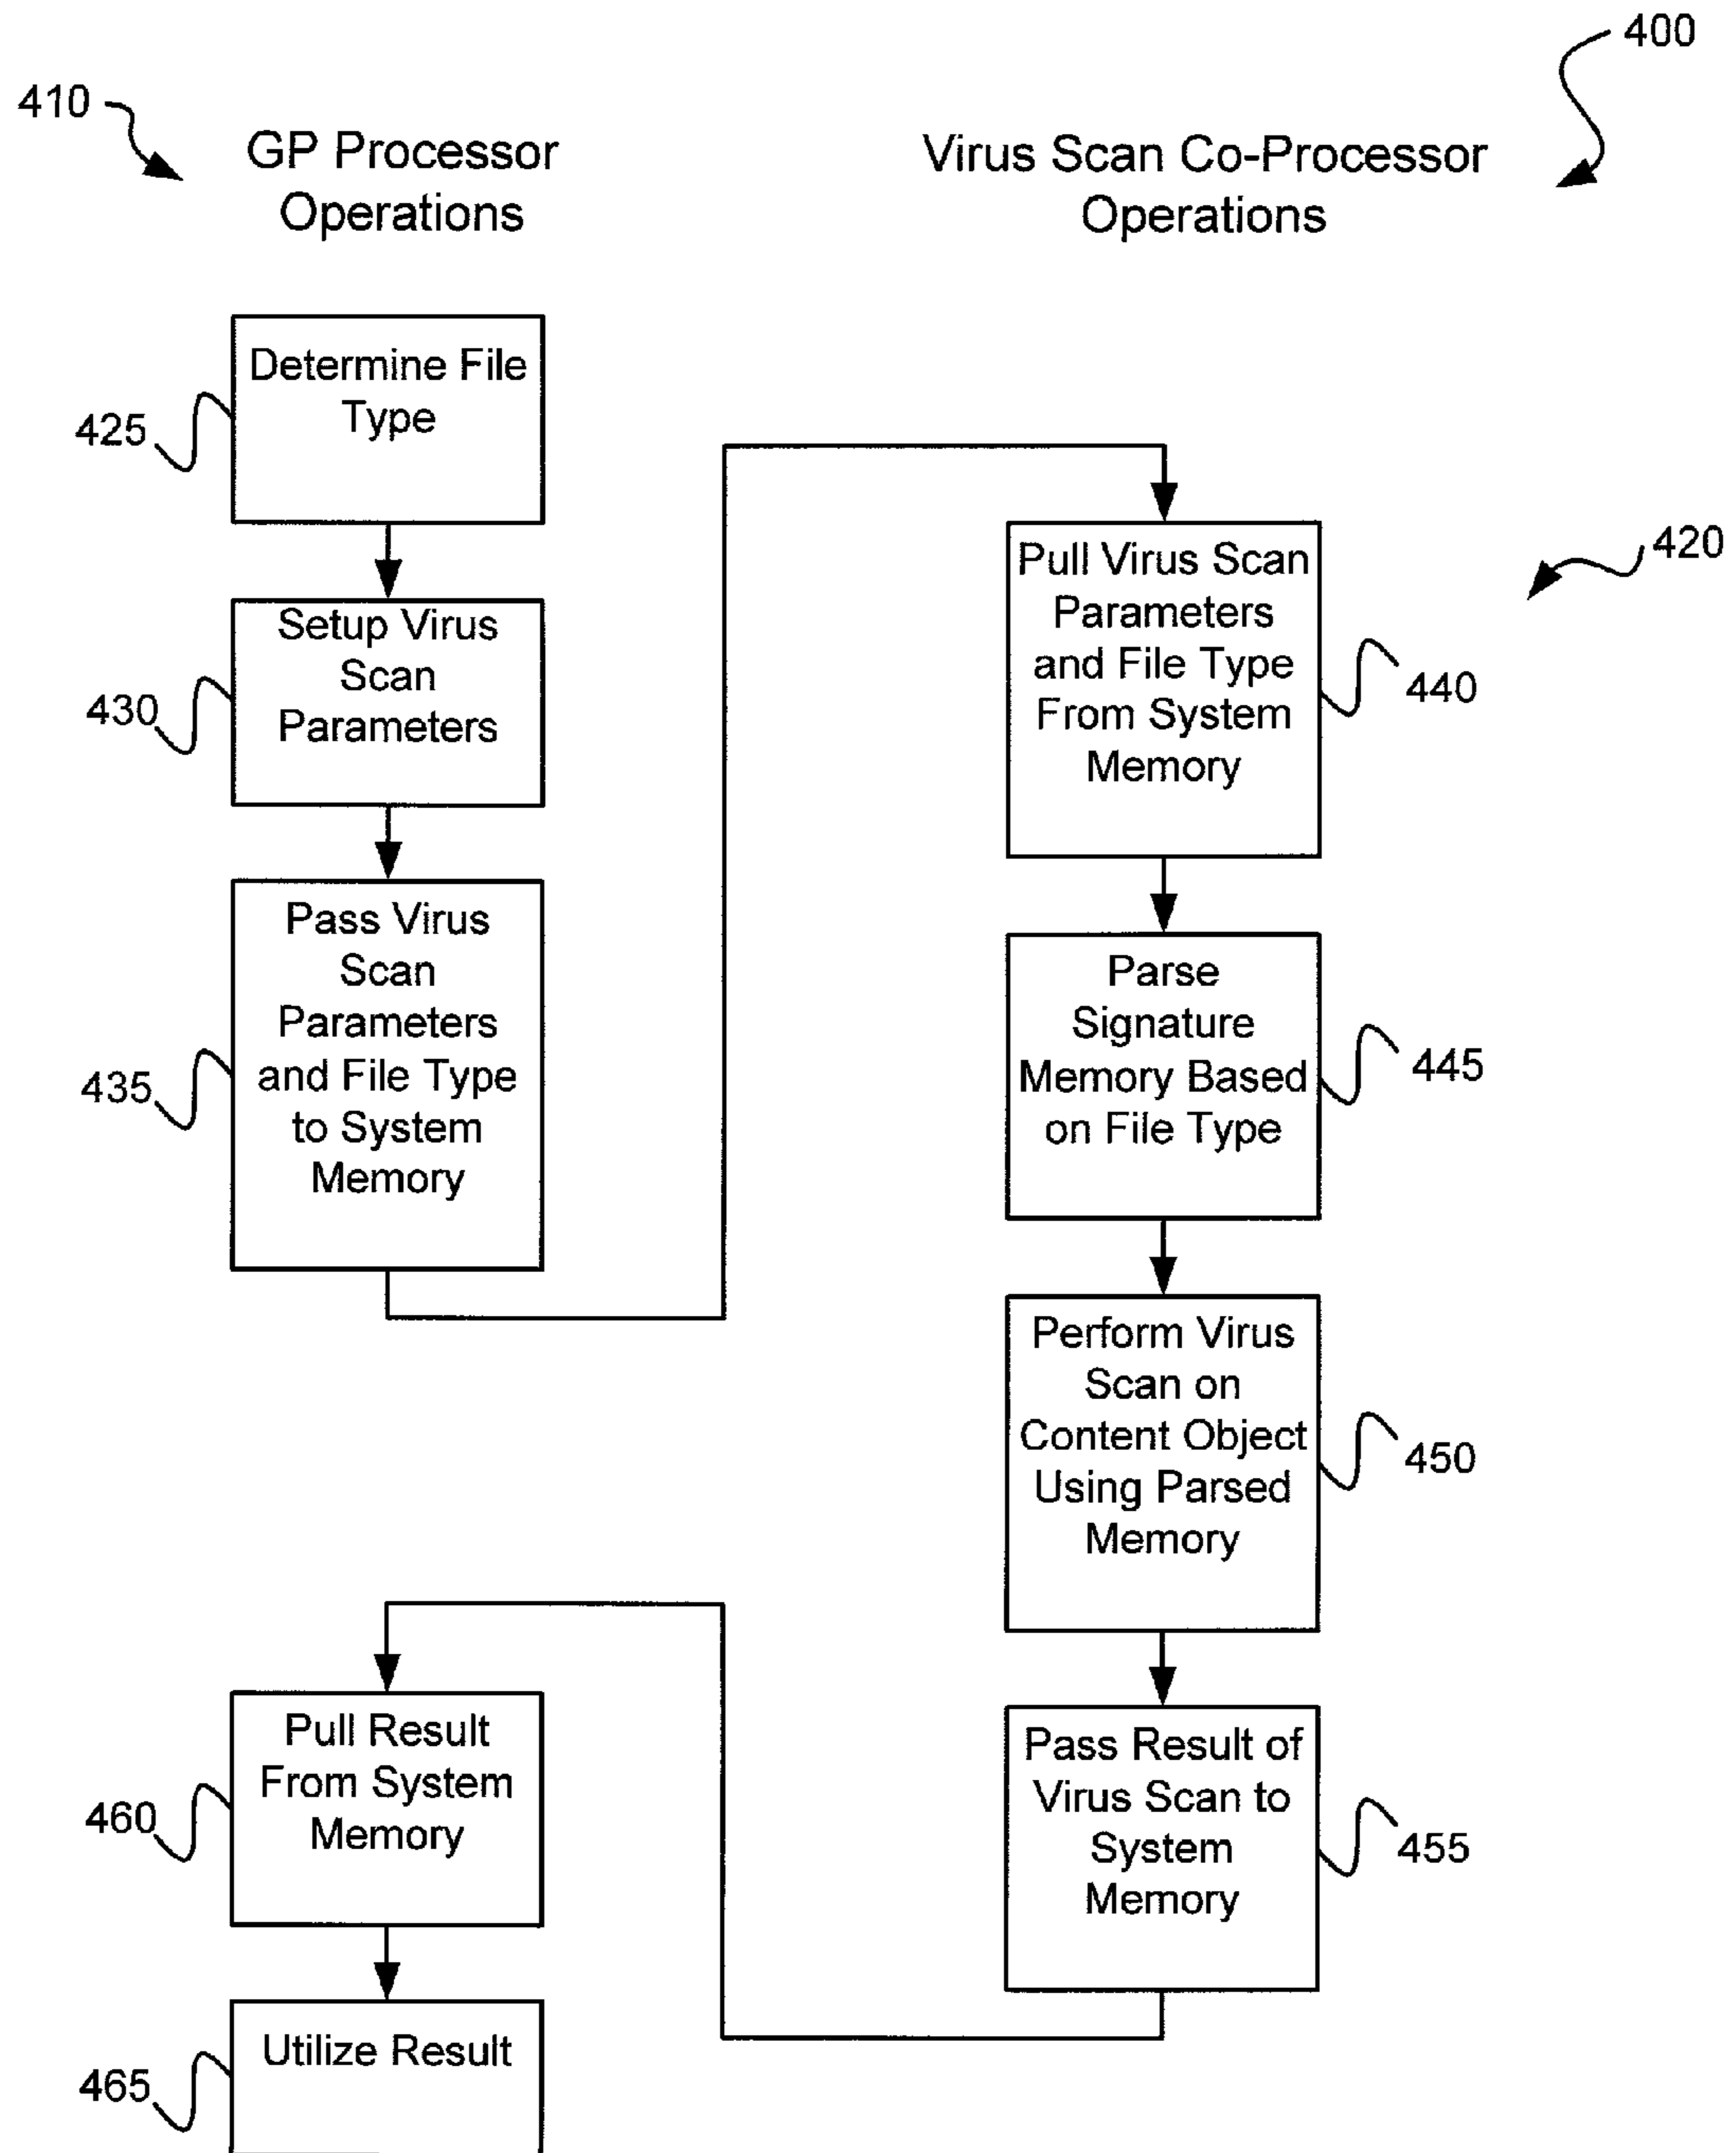 400
410
GP Processor
Operations
Virus Scan Co-Processor
Operations
Determine File
Type
425
Setup Virus
Scan
Parameters
430
Pass Virus
Scan
Parameters
and File Type
to System
Memory
435
420
Pull Virus Scan
Parameters
and File Type
From System
Memory
440
Parse
Signature
Memory Based
on File Type
445
Perform Virus
Scan on
Content Object
Using Parsed
Memory
450
Pass Result of
Virus Scan to
System
Memory
455
Pull Result
From System
Memory
460
Utilize Result
465